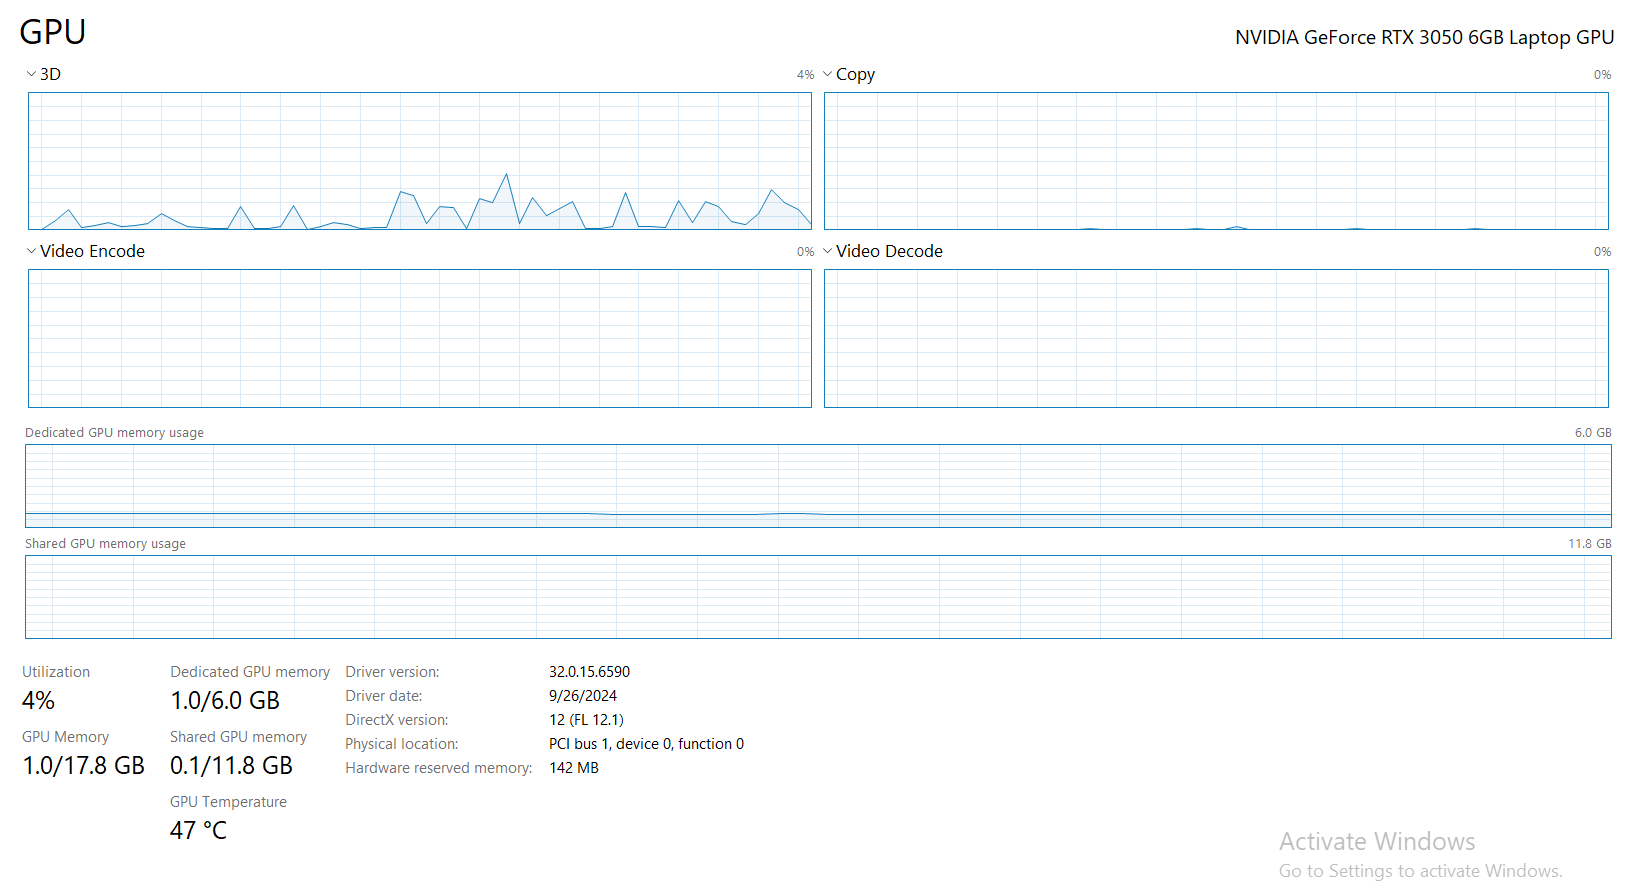 GPU
NVIDIA GeForce RTX 3050 6GB Laptop GPU
3D 4%
Copy 0%
Video Encode 0%
Video Decode 0%
Dedicated GPU memory usage 6.0 GB
Shared GPU memory usage 11.8 GB
Utilization
4%
Dedicated GPU memory
1.0/6.0 GB
GPU Memory
1.0/17.8 GB
Shared GPU memory
0.1/11.8 GB
GPU Temperature
47 °C
Driver version: 32.0.15.6590
Driver date: 9/26/2024
DirectX version: 12 (FL 12.1)
Physical location: PCI bus 1, device 0, function 0
Hardware reserved memory: 142 MB
Activate Windows
Go to Settings to activate Windows.